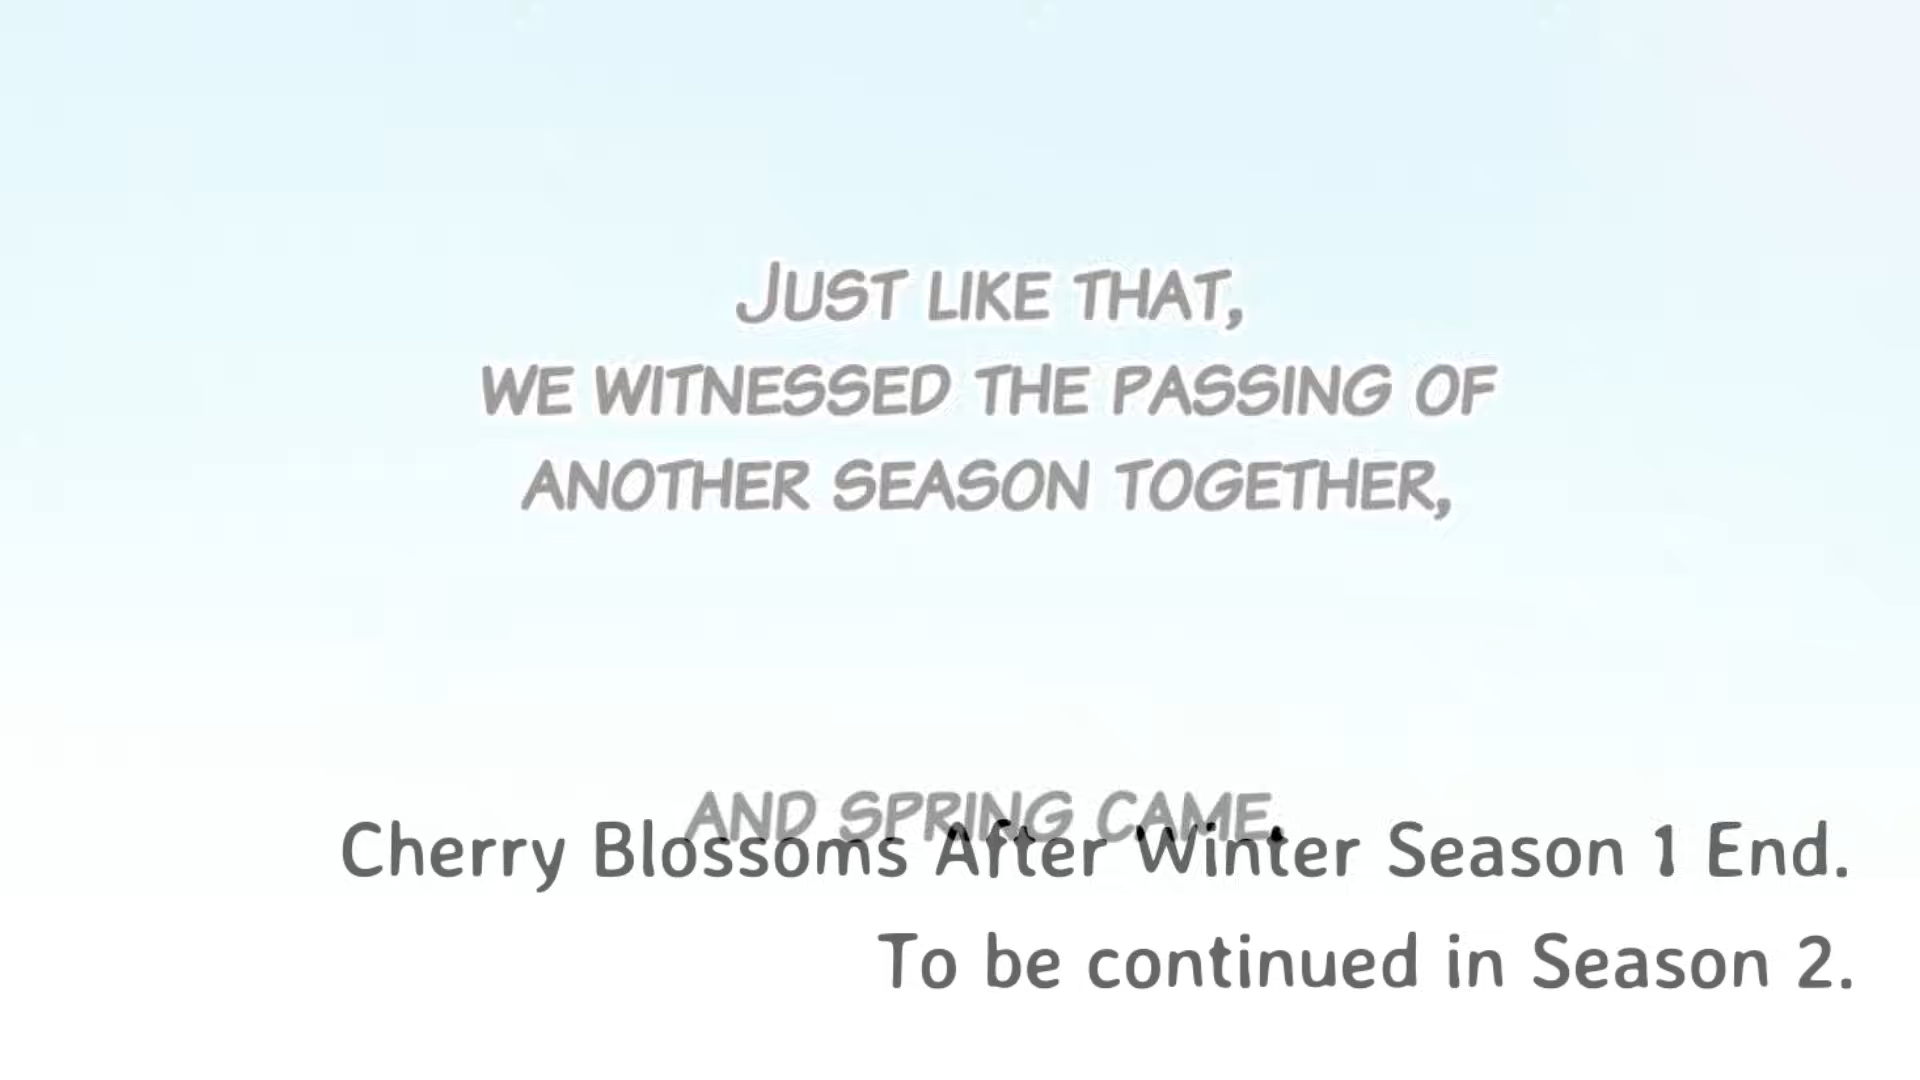 JUST LIKE THAT,
WE WITNESSED THE PASSING OF
ANOTHER SEASON TOGETHER,
AND SPRING CAME.
Cherry Blossoms After Winter Season 1 End.
To be continued in Season 2.